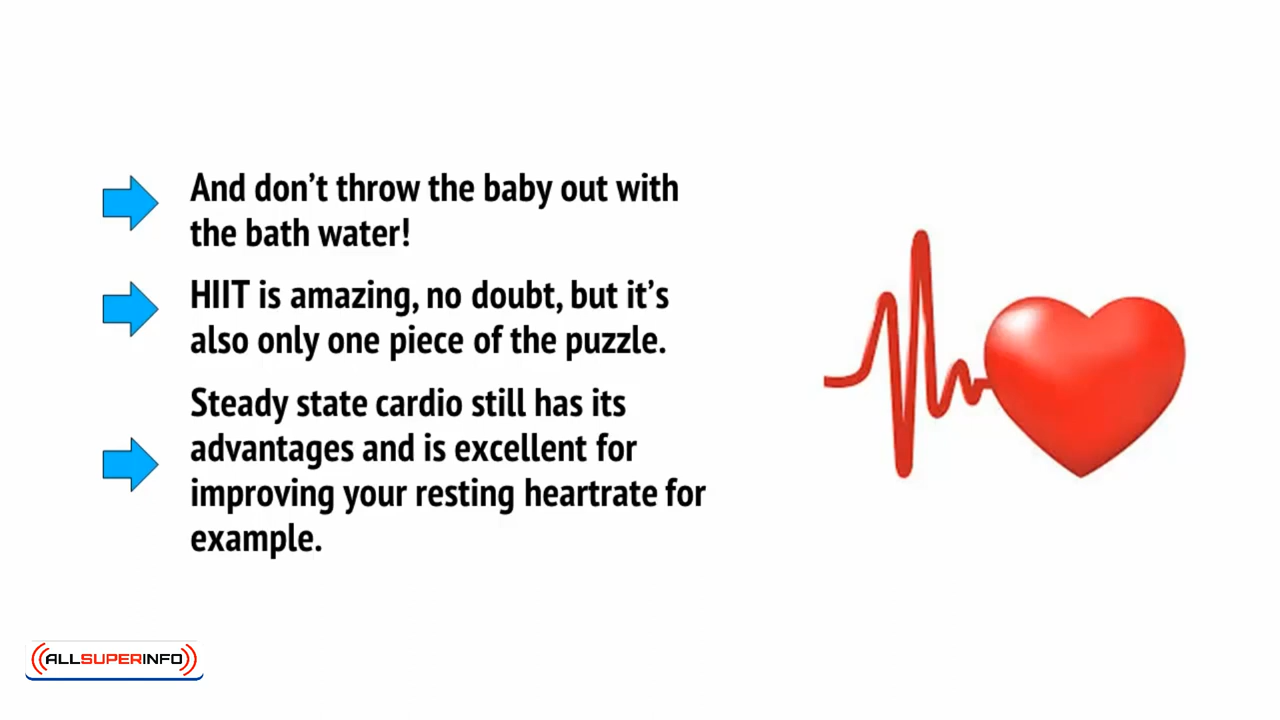 And don’t throw the baby out with
the bath water!
HIIT is amazing, no doubt, but it’s
also only one piece of the puzzle.
Steady state cardio still has its
advantages and is excellent for
improving your resting heartrate for
example.
ALLSUPERINFO